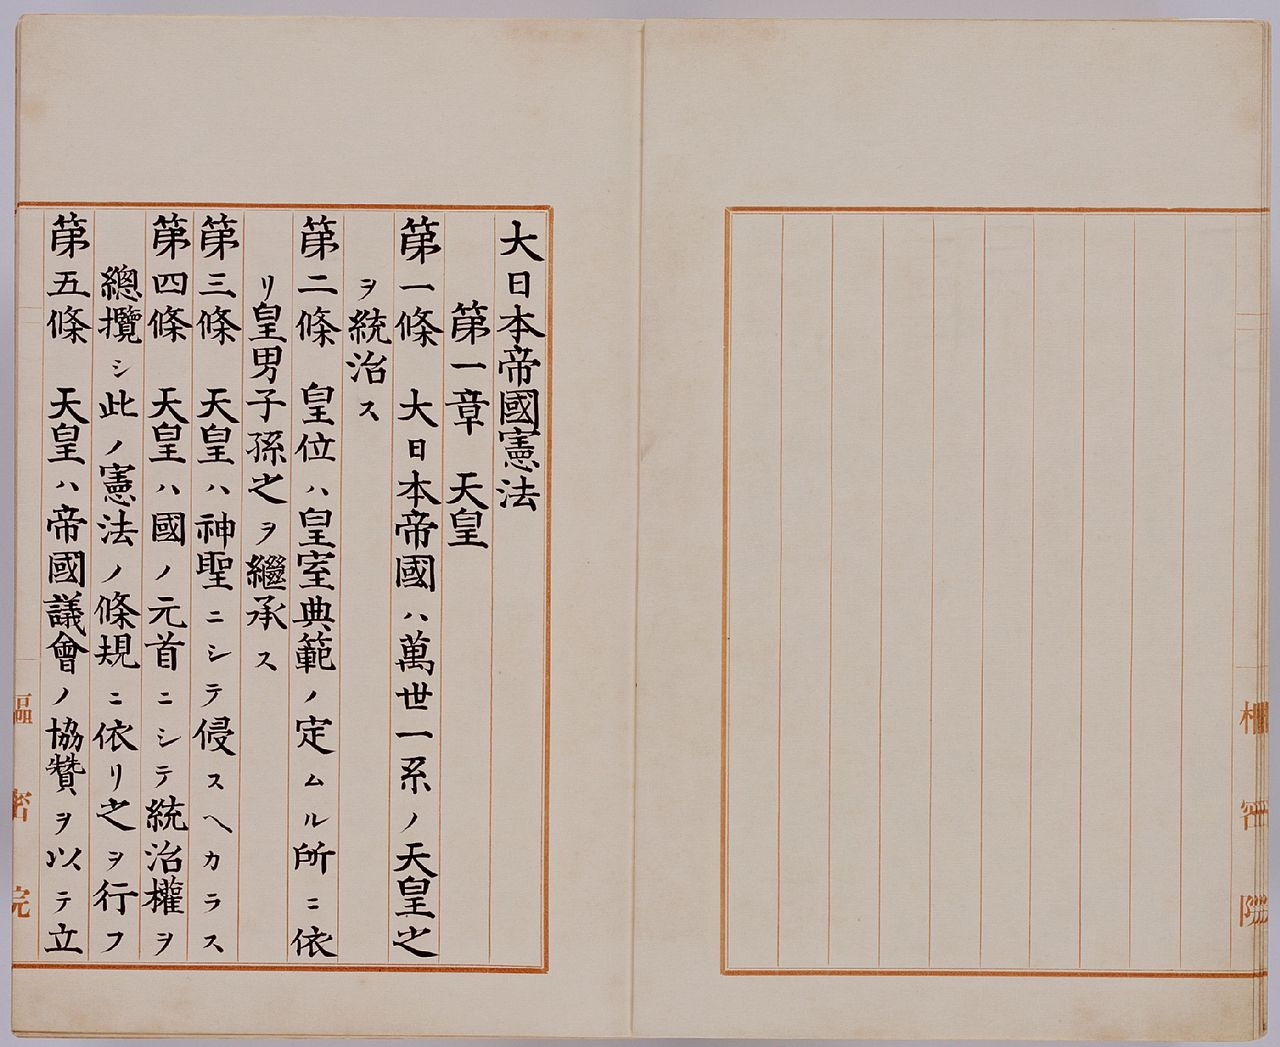 大日本帝國憲法
第一章　天皇
第一條　大日本帝國ハ萬世一系ノ天皇之
ヲ統治ス
第二條　皇位ハ皇室典範ノ定ムル所ニ依
リ皇男子孫之ヲ繼承ス
第三條　天皇ハ神聖ニシテ侵スヘカラス
第四條　天皇ハ國ノ元首ニシテ統治權ヲ
總攬シ此ノ憲法ノ條規ニ依リ之ヲ行フ
第五條　天皇ハ帝國議會ノ協贊ヲ以テ立
樞密院